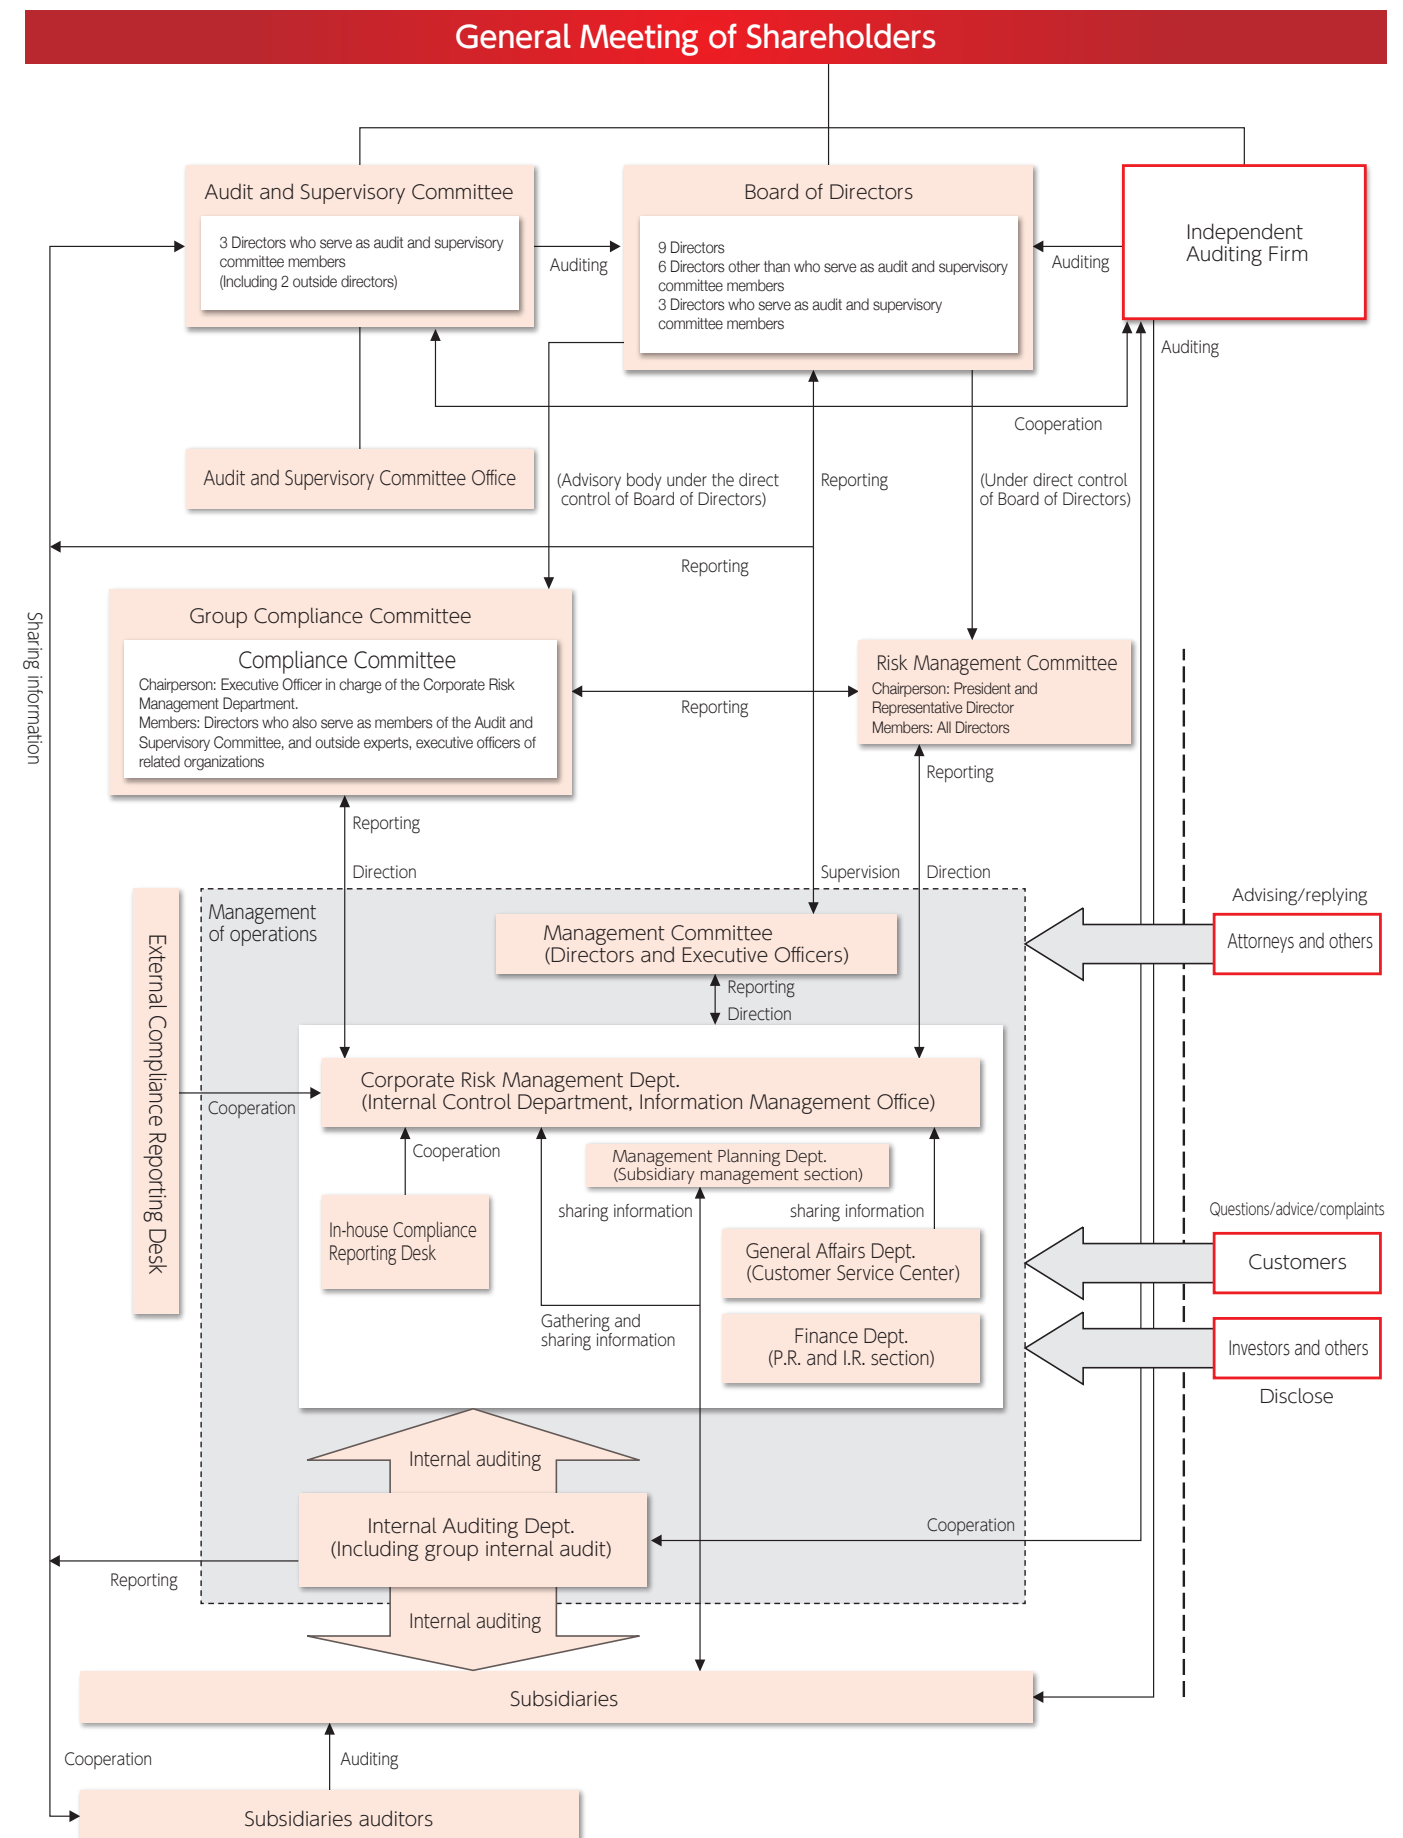 General Meeting of Shareholders
Audit and Supervisory Committee
3 Directors who serve as audit and supervisory
committee members
(Including 2 outside directors)
Auditing
Board of Directors
9 Directors
6 Directors other than who serve as audit and supervisory
committee members
3 Directors who serve as audit and supervisory
committee members
Auditing
Independent
Auditing Firm
Auditing
Cooperation
Audit and Supervisory Committee Office
(Advisory body under the direct
control of Board of Directors)
Reporting
(Under direct control
of Board of Directors)
Reporting
Sharing information
Group Compliance Committee
Compliance Committee
Chairperson: Executive Officer in charge of the Corporate Risk
Management Department.
Members: Directors who also serve as members of the Audit and
Supervisory Committee, and outside experts, executive officers of
related organizations
Reporting
Risk Management Committee
Chairperson: President and
Representative Director
Members: All Directors
Reporting
Reporting
Direction
Supervision
Direction
External Compliance Reporting Desk
Management
of operations
Management Committee
(Directors and Executive Officers)
Advising/replying
Attorneys and others
Reporting
Direction
Corporate Risk Management Dept.
(Internal Control Department, Information Management Office)
Cooperation
Cooperation
Management Planning Dept.
(Subsidiary management section)
sharing information
sharing information
In-house Compliance
Reporting Desk
General Affairs Dept.
(Customer Service Center)
Questions/advice/complaints
Customers
Gathering and
sharing information
Finance Dept.
(P.R. and I.R. section)
Investors and others
Disclose
Internal auditing
Internal Auditing Dept.
(Including group internal audit)
Cooperation
Reporting
Internal auditing
Subsidiaries
Cooperation
Auditing
Subsidiaries auditors